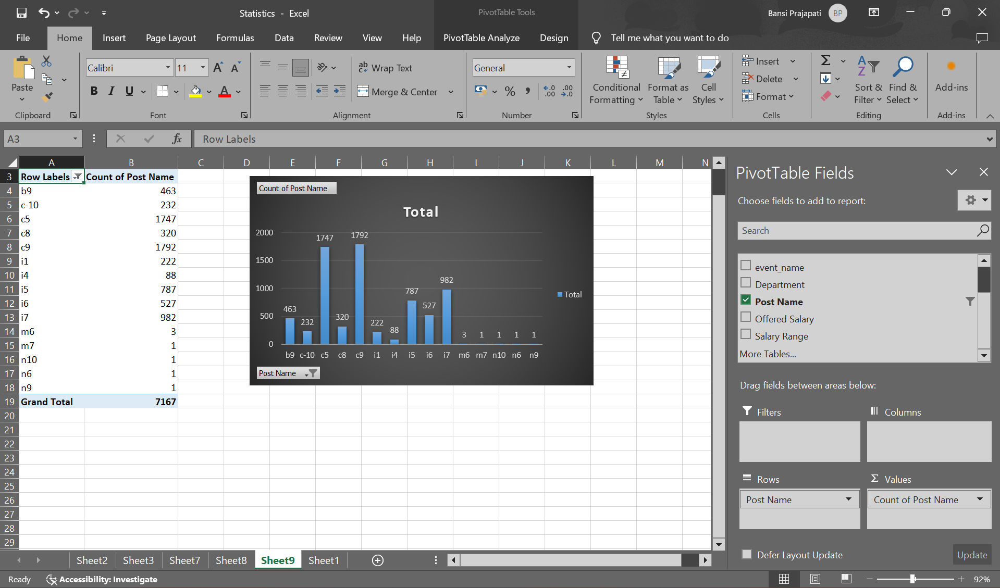 Statistics - Excel
PivotTable Tools
Bansi Prajapati
BP
File
Home
Insert
Page Layout
Formulas
Data
Review
View
Help
PivotTable Analyze
Design
Tell me what you want to do
Paste
Clipboard
Calibri
11
A A
B I U
A
Font
ab
c
Wrap Text
Merge & Center
Alignment
General
%
,
.0
.00
.00
.0
Number
Conditional
Formatting
Format as
Table
Cell
Styles
Styles
Insert
Delete
Format
Cells
Σ
A
Z
Sort &
Filter
Find &
Select
Editing
Add-ins
Add-ins
A3
fx
Row Labels
A B C D E F G H I J K L M N
3 Row Labels Count of Post Name
4 b9 463
5 c-10 232
6 c5 1747
7 c8 320
8 c9 1792
9 i1 222
10 i4 88
11 i5 787
12 i6 527
13 i7 982
14 m6 3
15 m7 1
16 n10 1
17 n6 1
18 n9 1
19 Grand Total 7167
20
21
22
23
24
25
26
27
28
29
Count of Post Name
Total
2000
1500
1000
500
0
463 232 1747 320 1792 222 88 787 527 982 3 1 1 1 1
b9 c-10 c5 c8 c9 i1 i4 i5 i6 i7 m6 m7 n10 n6 n9
Total
Post Name
PivotTable Fields
Choose fields to add to report:
Search
event_name
Department
Post Name
Offered Salary
Salary Range
More Tables...
Drag fields between areas below:
Filters
Columns
Rows
Σ Values
Post Name
Count of Post Name
Defer Layout Update
Update
Sheet2
Sheet3
Sheet7
Sheet8
Sheet9
Sheet1
Ready
Accessibility: Investigate
92%